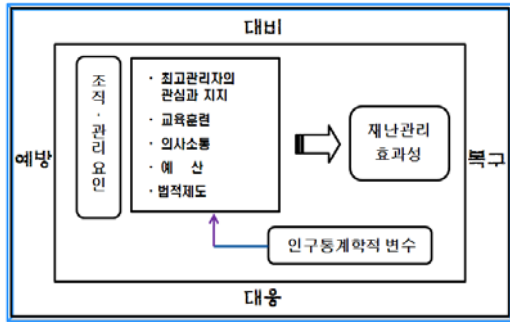 대비
예방
조직·관리 요인
· 최고관리자의
관심과 지지
· 교육훈련
· 의사소통
· 예 산
· 법적제도
재난관리
효과성
복구
인구통계학적 변수
대응